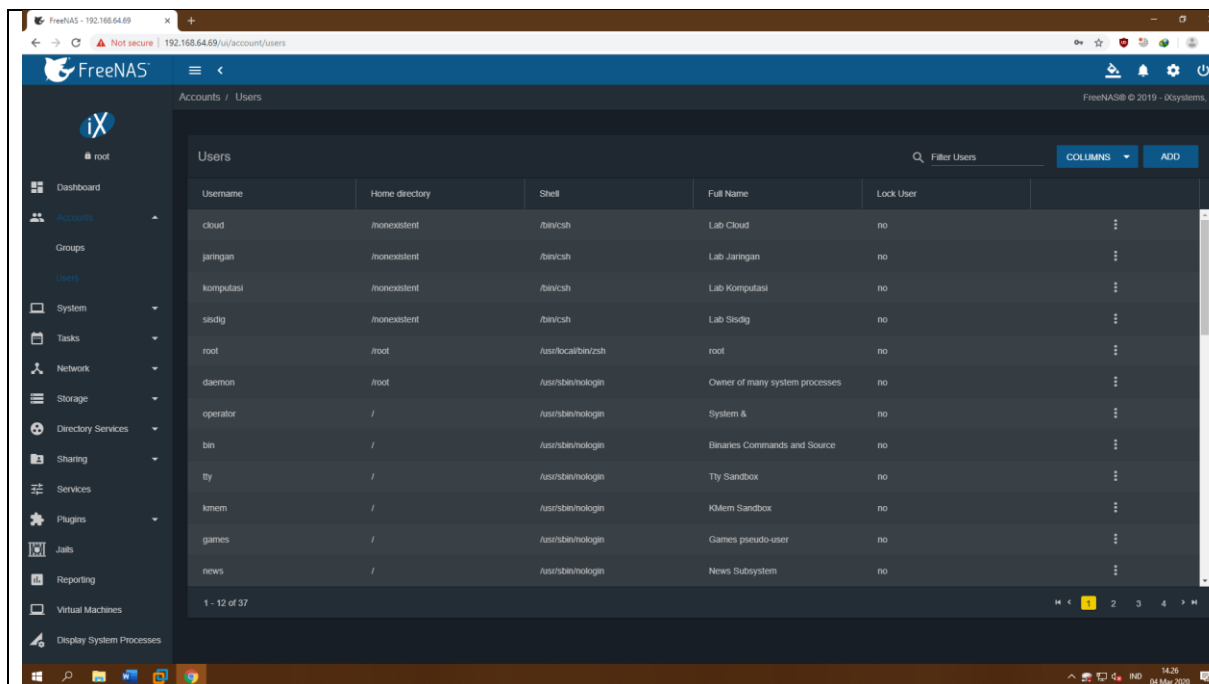 FreeNAS - 192.168.64.69
Not secure | 192.168.64.69/ui/account/users
FreeNAS
Accounts / Users
FreeNAS® © 2019 - iXsystems,
iX
root
Dashboard
Accounts
Groups
Users
System
Tasks
Network
Storage
Directory Services
Sharing
Services
Plugins
Jails
Reporting
Virtual Machines
Display System Processes
Users
Filter Users
COLUMNS
ADD
Username Home directory Shell Full Name Lock User
cloud /nonexistent /bin/csh Lab Cloud no
jaringan /nonexistent /bin/csh Lab Jaringan no
komputasi /nonexistent /bin/csh Lab Komputasi no
sisdig /nonexistent /bin/csh Lab Sisdig no
root /root /usr/local/bin/zsh root no
daemon /root /usr/sbin/nologin Owner of many system processes no
operator / /usr/sbin/nologin System & no
bin / /usr/sbin/nologin Binaries Commands and Source no
tty / /usr/sbin/nologin Tty Sandbox no
kmem / /usr/sbin/nologin KMem Sandbox no
games / /usr/sbin/nologin Games pseudo-user no
news / /usr/sbin/nologin News Subsystem no
1 - 12 of 37
1 2 3 4
IND
14.26
04 Mar 2020